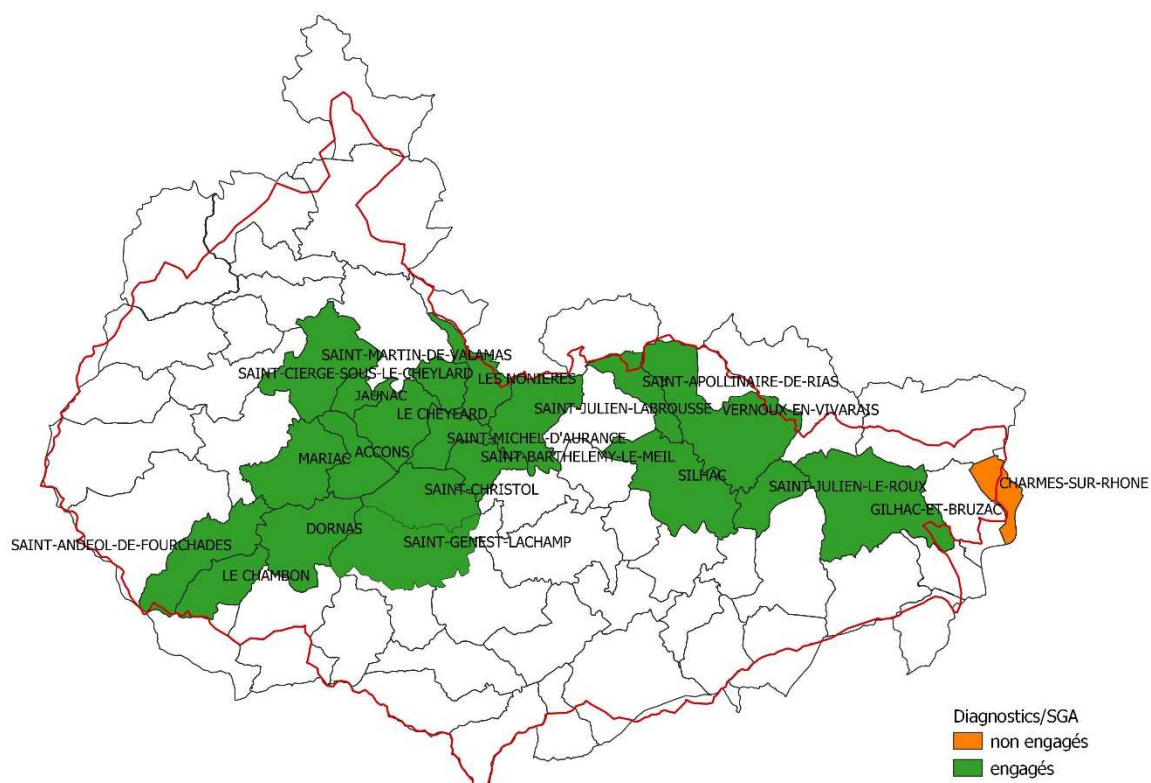 SAINT-MARTIN-DE-VALAMAS
SAINT-CIERGE-SOUS-LE-CHEYLARD
LES NONIERES
SAINT-APOLLINAIRE-DE-RIAS
JAUNAC
LE CHEYLARD
SAINT-JULIEN-LABROUSSE
VERNOUX-EN-VIVARAIS
SAINT-MICHEL-D'AURANCE
ACCONS
MARIAC
SAINT-BARTHELEMY-LE-MEIL
SILHAC
CHARMES-SUR-RHONE
SAINT-JULIEN-LE-ROUX
SAINT-CHRISTOL
GILHAC-ET-BRUZAC
DORNAS
SAINT-ANDEOL-DE-FOURCHADES
SAINT-GENEST-LACHAMP
LE CHAMBON
Diagnostics/SGA
non engagés
engagés